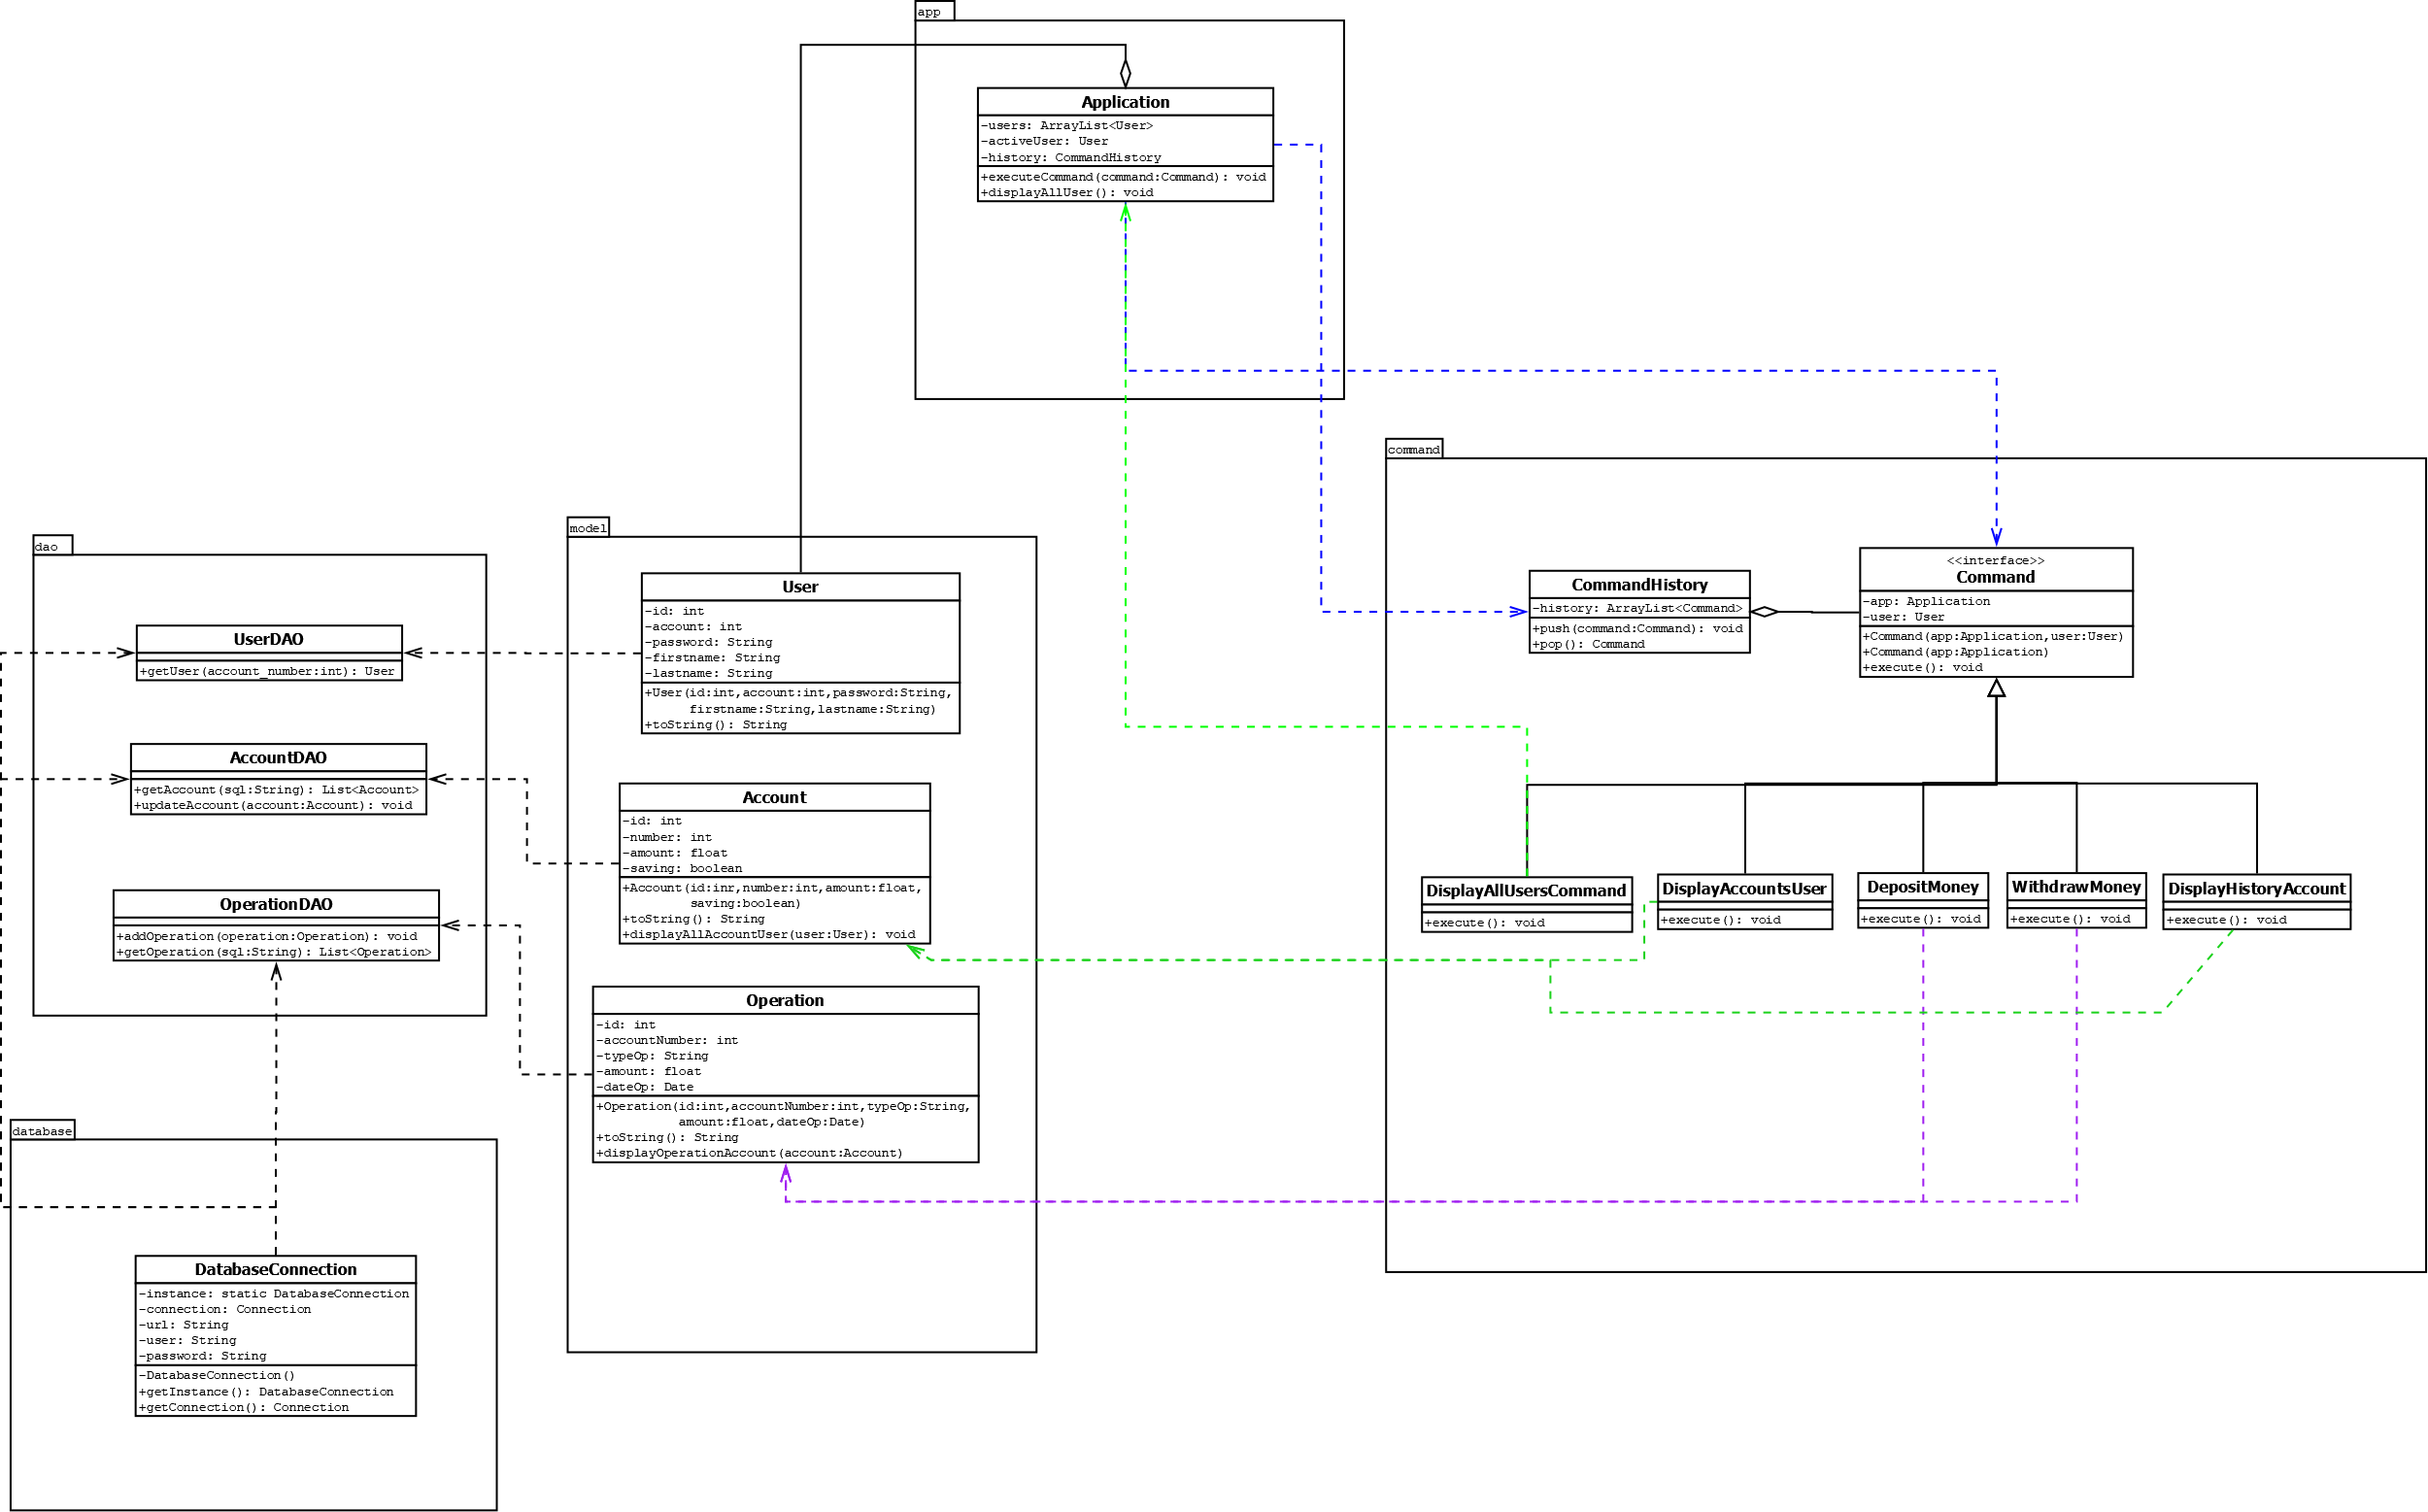 app
Application
-users: ArrayList<User>
-activeUser: User
-history: CommandHistory
+executeCommand(command:Command): void
+displayAllUser(): void
command
CommandHistory
-history: ArrayList<Command>
+push(command:Command): void
+pop(): Command
<<interface>>
Command
-app: Application
-user: User
+Command(app:Application,user:User)
+Command(app:Application)
+execute(): void
DisplayAllUsersCommand
+execute(): void
DisplayAccountsUser
+execute(): void
DepositMoney
+execute(): void
WithdrawMoney
+execute(): void
DisplayHistoryAccount
+execute(): void
model
User
-id: int
-account: int
-password: String
-firstname: String
-lastname: String
+User(id:int,account:int,password:String,
firstname:String,lastname:String)
+toString(): String
Account
-id: int
-number: int
-amount: float
-saving: boolean
+Account(id:inr,number:int,amount:float,
saving:boolean)
+toString(): String
+displayAllAccountUser(user:User): void
Operation
-id: int
-accountNumber: int
-typeOp: String
-amount: float
-dateOp: Date
+Operation(id:int,accountNumber:int,typeOp:String,
amount:float,dateOp:Date)
+toString(): String
+displayOperationAccount(account:Account)
dao
UserDAO
+getUser(account_number:int): User
AccountDAO
+getAccount(sql:String): List<Account>
+updateAccount(account:Account): void
OperationDAO
+addOperation(operation:Operation): void
+getOperation(sql:String): List<Operation>
database
DatabaseConnection
-instance: static DatabaseConnection
-connection: Connection
-url: String
-user: String
-password: String
-DatabaseConnection()
+getInstance(): DatabaseConnection
+getConnection(): Connection